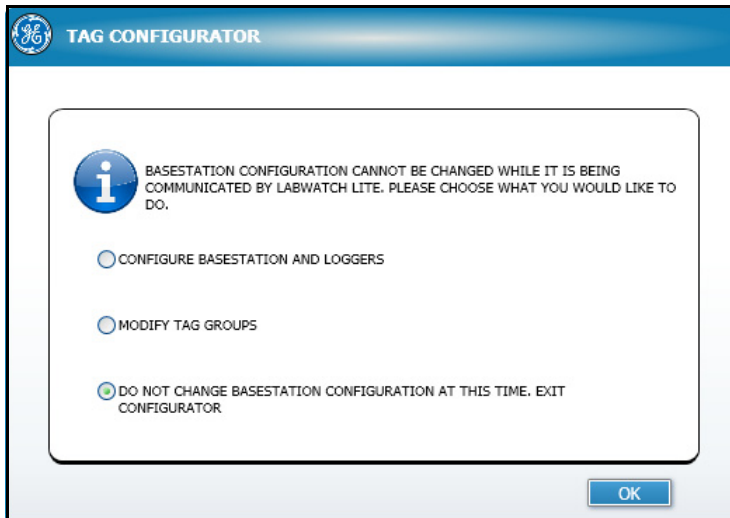 TAG CONFIGURATOR
BASESTATION CONFIGURATION CANNOT BE CHANGED WHILE IT IS BEING
COMMUNICATED BY LABWATCH LITE. PLEASE CHOOSE WHAT YOU WOULD LIKE TO
DO.
CONFIGURE BASESTATION AND LOGGERS
MODIFY TAG GROUPS
DO NOT CHANGE BASESTATION CONFIGURATION AT THIS TIME. EXIT
CONFIGURATOR
OK